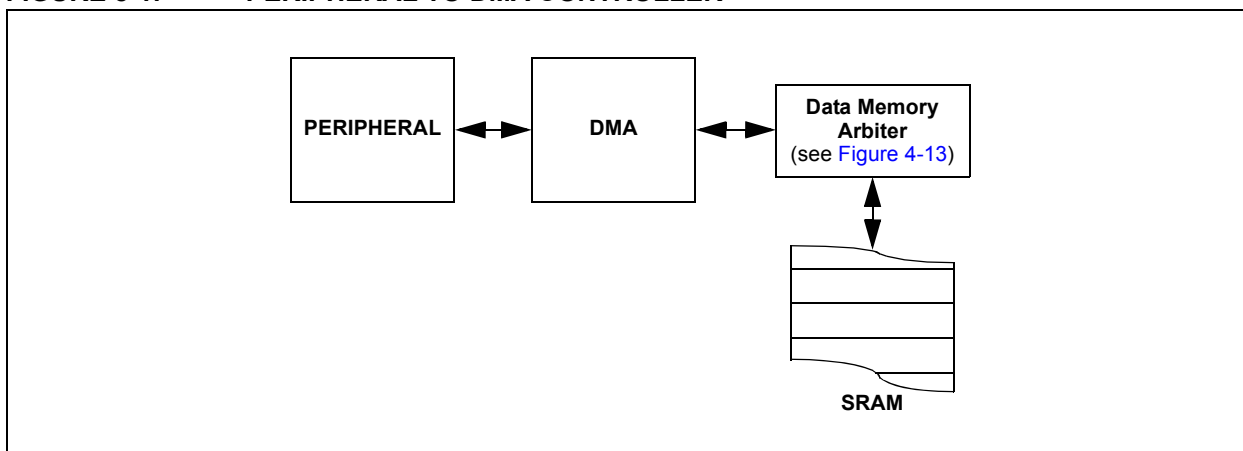 PERIPHERAL
DMA
Data Memory
Arbiter
(see Figure 4-13)
SRAM